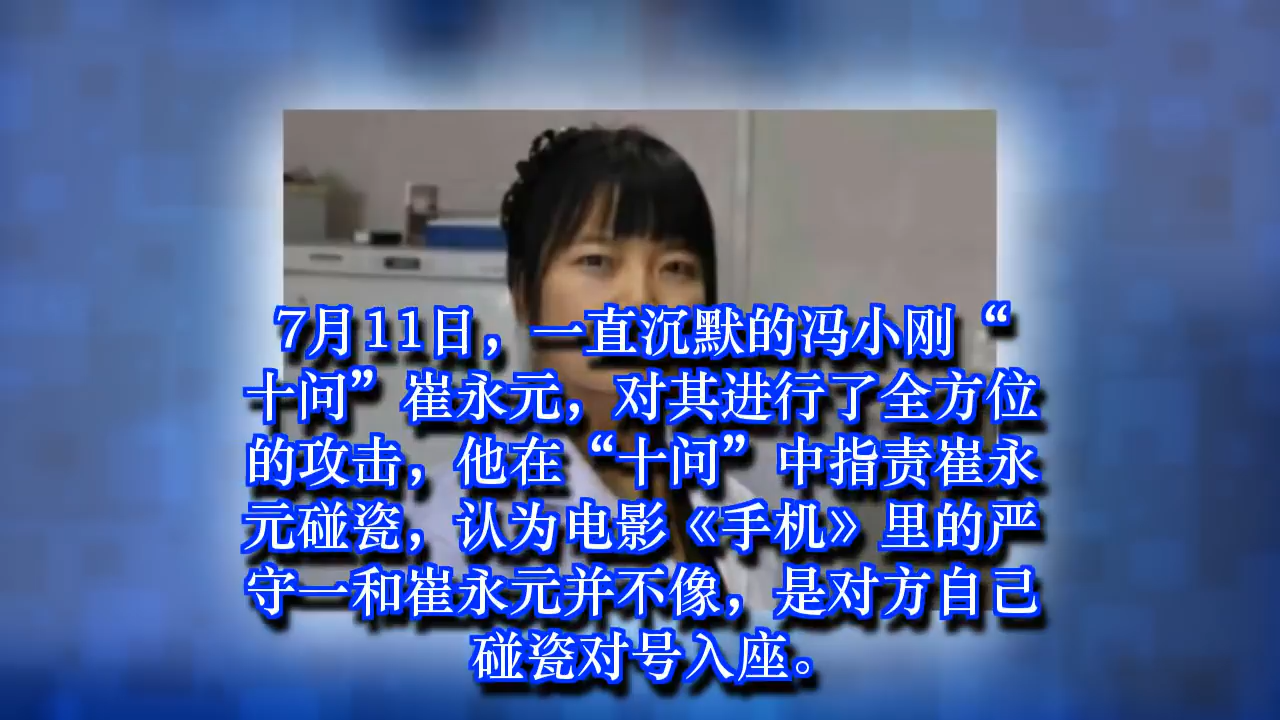 7月11日，一直沉默的冯小刚“
十问”崔永元，对其进行了全方位
的攻击，他在“十问”中指责崔永
元碰瓷，认为电影《手机》里的严
守一和崔永元并不像，是对方自己
碰瓷对号入座。